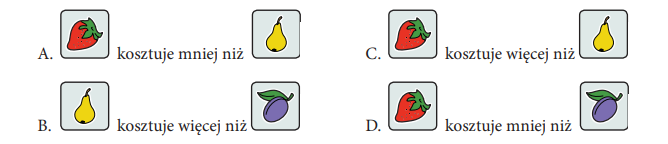 A. kosztuje mniej niż
C. kosztuje więcej niż
B. kosztuje więcej niż
D. kosztuje mniej niż